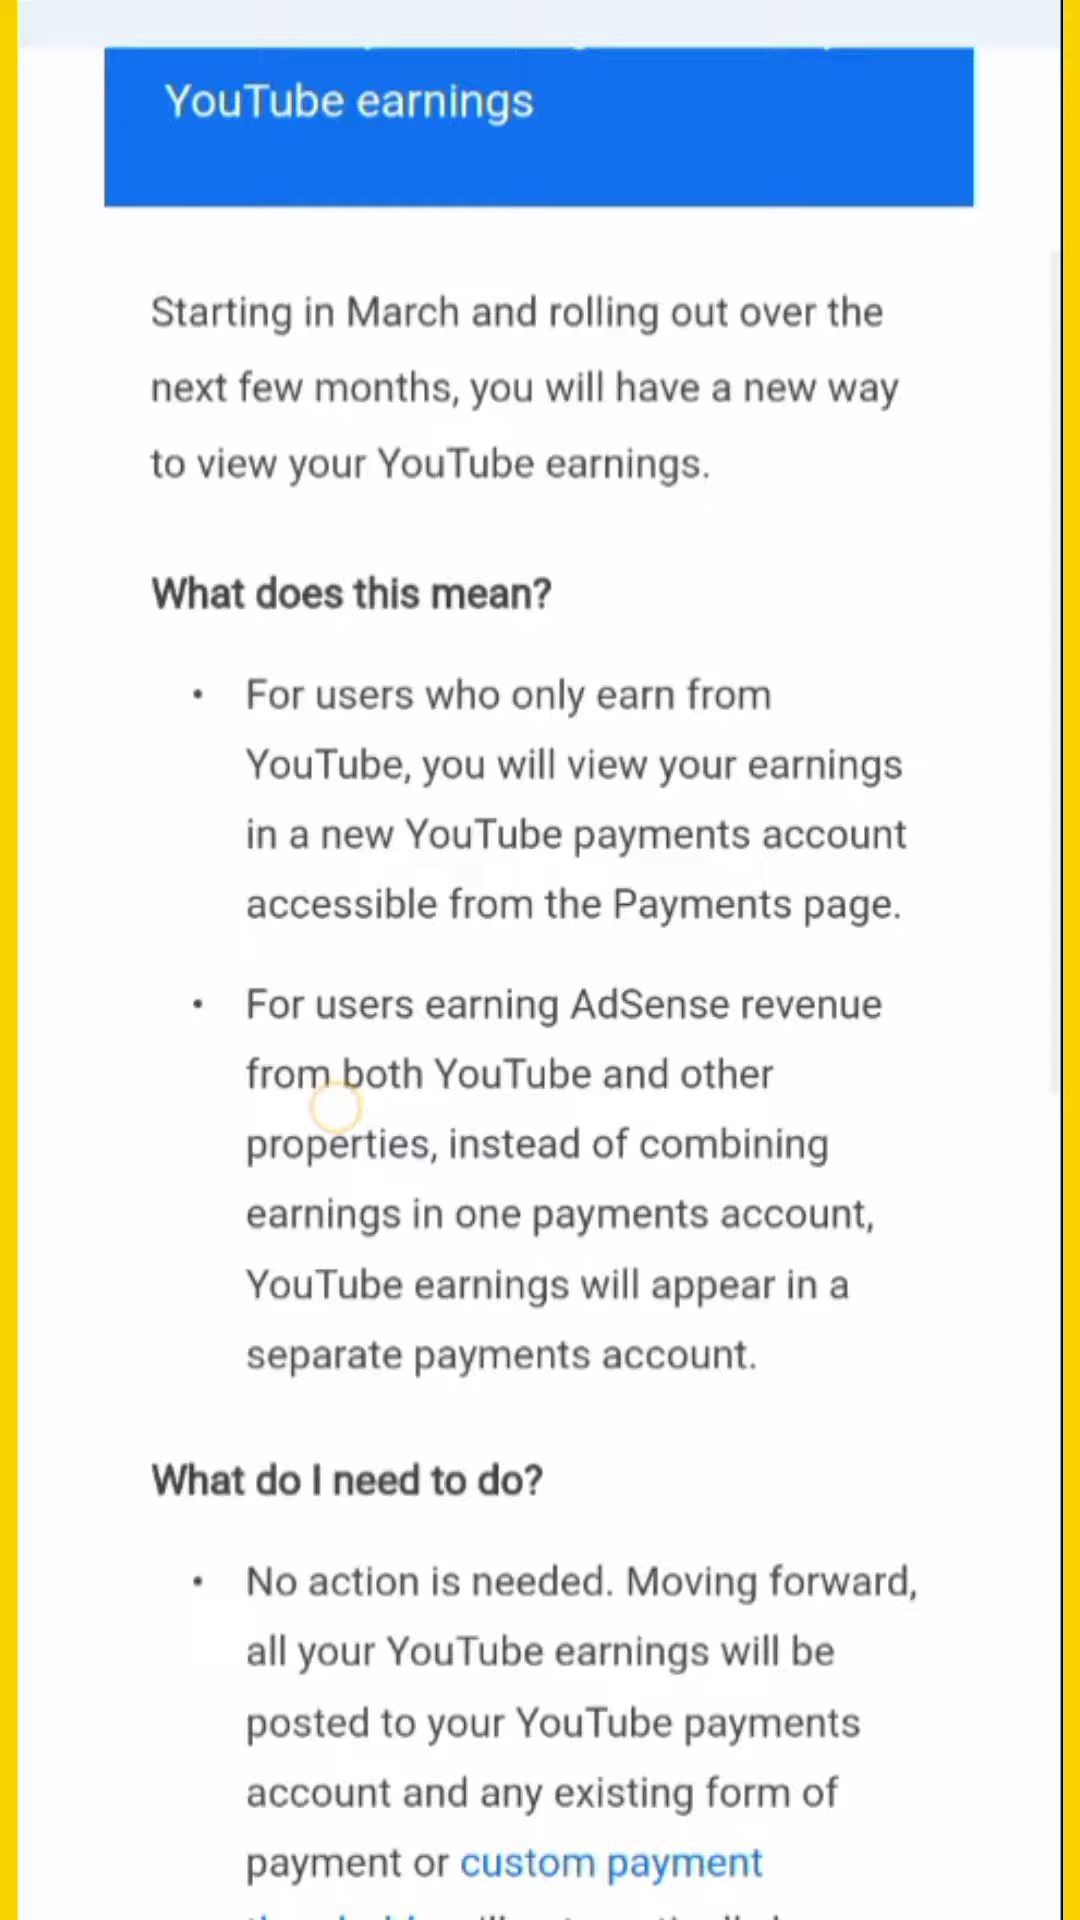 YouTube earnings
Starting in March and rolling out over the
next few months, you will have a new way
to view your YouTube earnings.
What does this mean?
• For users who only earn from
YouTube, you will view your earnings
in a new YouTube payments account
accessible from the Payments page.
• For users earning AdSense revenue
from both YouTube and other
properties, instead of combining
earnings in one payments account,
YouTube earnings will appear in a
separate payments account.
What do I need to do?
• No action is needed. Moving forward,
all your YouTube earnings will be
posted to your YouTube payments
account and any existing form of
payment or custom payment